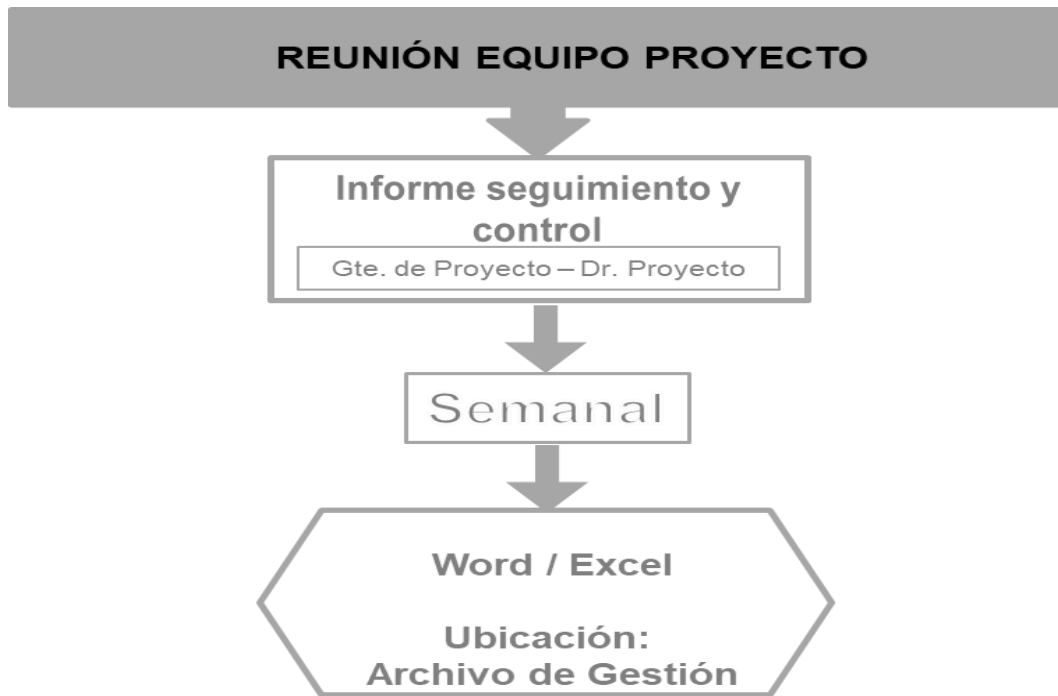 REUNIÓN EQUIPO PROYECTO
Informe seguimiento y
control
Gte. de Proyecto – Dr. Proyecto
Semanal
Word / Excel
Ubicación:
Archivo de Gestión